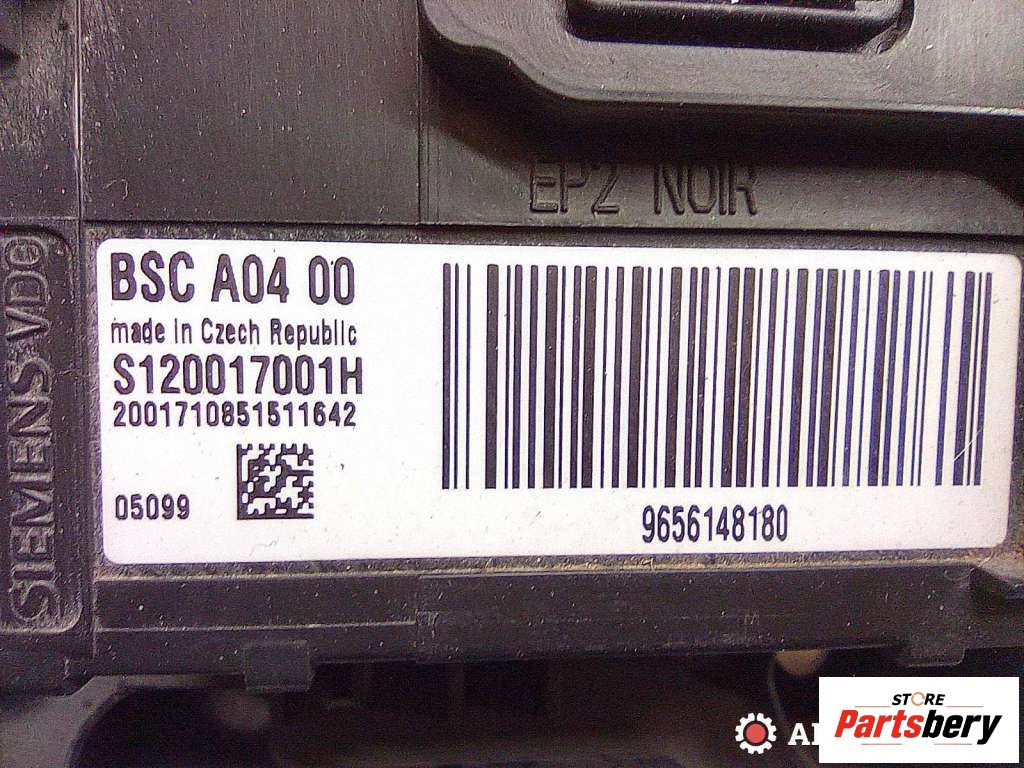 EP2 NOIR
SIEMENS VDO
BSC A04 00
made in Czech Republic
S120017001H
2001710851511642
05099
9656148180
STORE
Partsbery